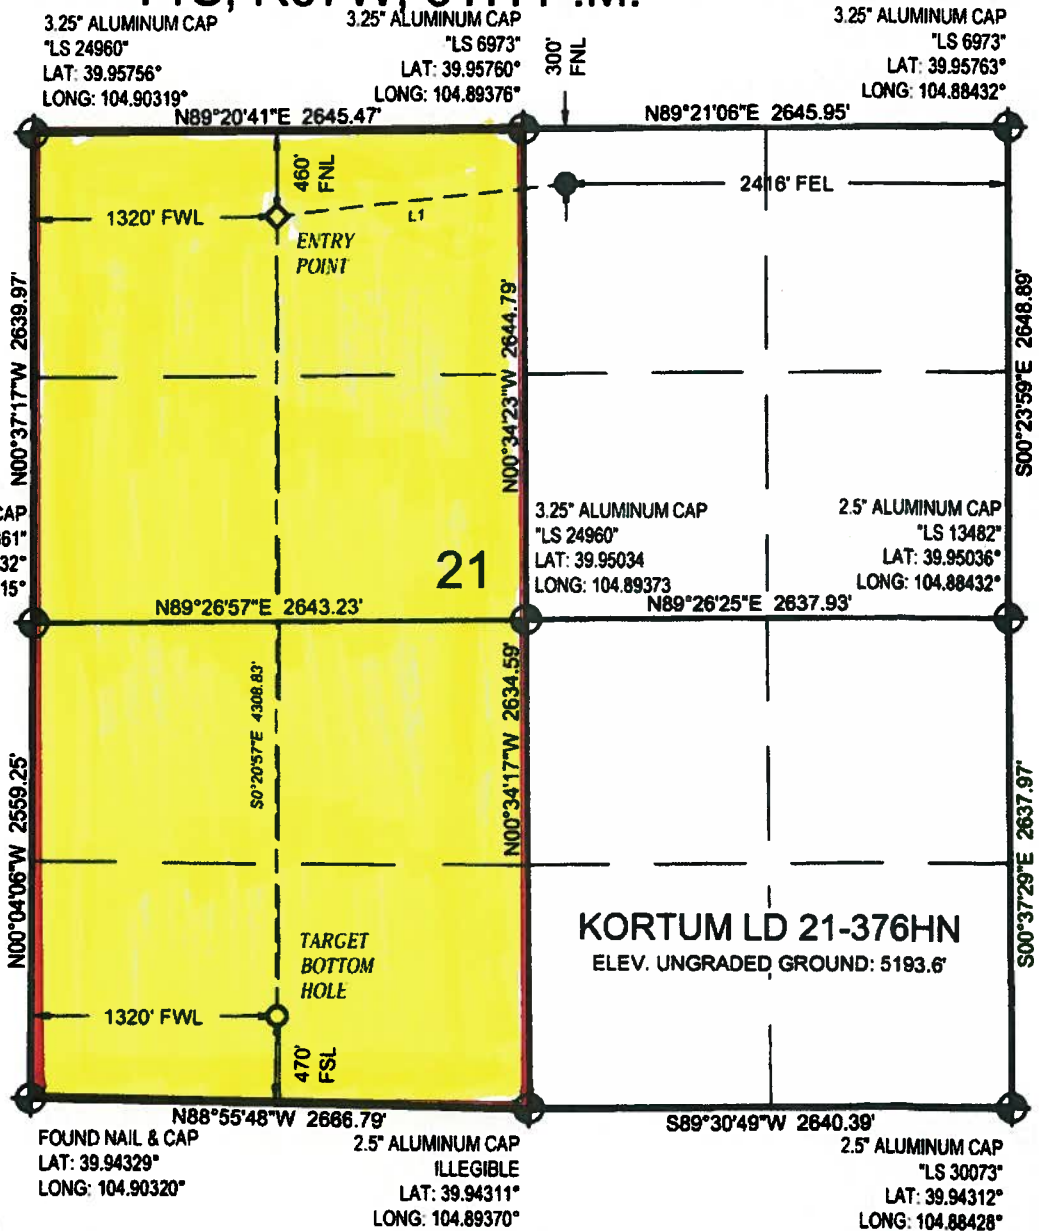 3.25" ALUMINUM CAP
"LS 24960"
LAT: 39.95756°
LONG: 104.90319°
3.25" ALUMINUM CAP
"LS 6973"
LAT: 39.95760°
LONG: 104.89376°
300'
FNL
3.25" ALUMINUM CAP
"LS 6973"
LAT: 39.95763°
LONG: 104.88432°
N89°20'41"E 2645.47'
N89°21'06"E 2645.95'
460'
FNL
2416' FEL
1320' FWL
L1
ENTRY
POINT
N00°37'17"W 2639.97'
N00°34'23"W 2644.79'
S00°23'59"E 2648.89'
CAP
661"
32°
15°
3.25" ALUMINUM CAP
"LS 24960"
LAT: 39.95034
LONG: 104.89373
2.5" ALUMINUM CAP
"LS 13482"
LAT: 39.95036°
LONG: 104.88432°
21
N89°26'57"E 2643.23'
N89°26'25"E 2637.93'
S0°20'57"E 4308.83'
N00°34'17"W 2634.59'
N00°04'06"W 2559.25'
S00°37'29"E 2637.97'
KORTUM LD 21-376HN
ELEV. UNGRADED GROUND: 5193.6'
TARGET
BOTTOM
HOLE
1320' FWL
470'
FSL
N88°55'48"W 2666.79'
S89°30'49"W 2640.39'
FOUND NAIL & CAP
LAT: 39.94329°
LONG: 104.90320°
2.5" ALUMINUM CAP
ILLEGIBLE
LAT: 39.94311°
LONG: 104.89370°
2.5" ALUMINUM CAP
"LS 30073"
LAT: 39.94312°
LONG: 104.88428°